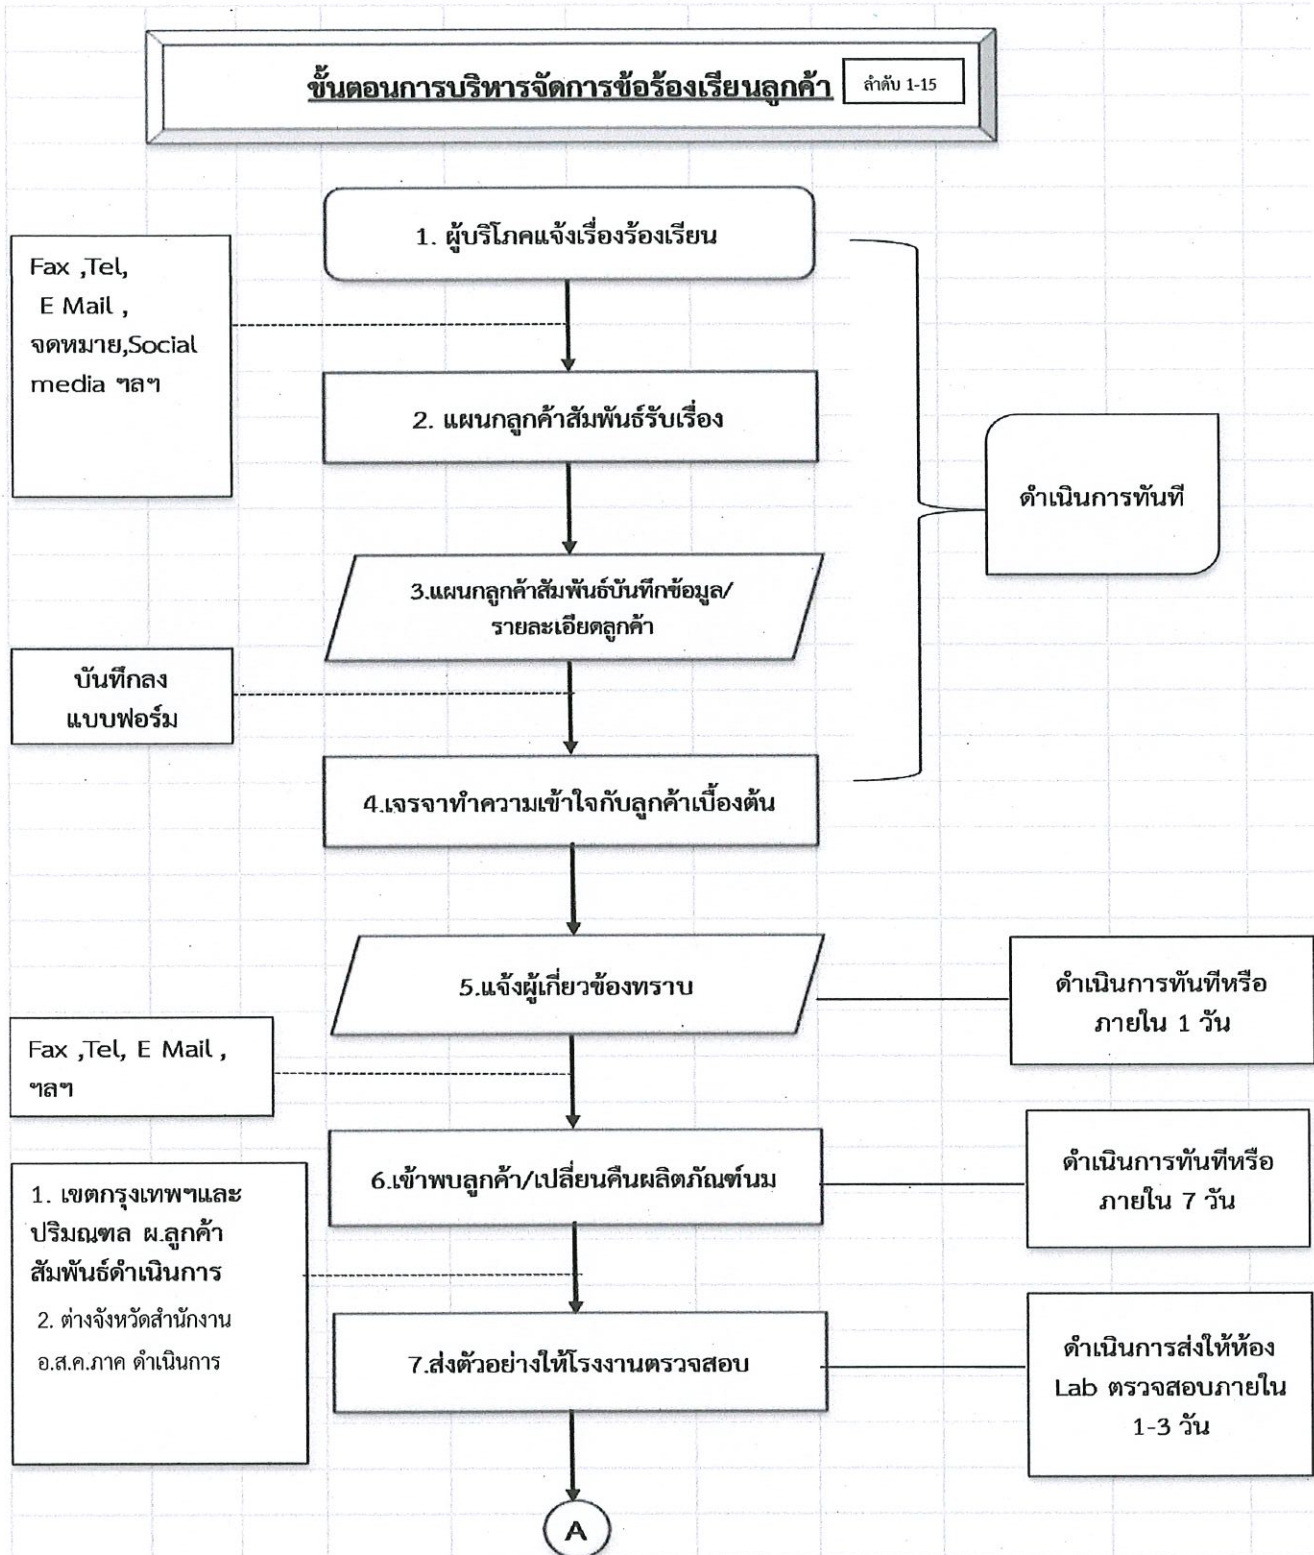 ขั้นตอนการบริหารจัดการข้อร้องเรียนลูกค้า
ลำดับ 1-15
1. ผู้บริโภคแจ้งเรื่องร้องเรียน
Fax ,Tel,
E Mail ,
จดหมาย,Social
media ฯลฯ
2. แผนกลูกค้าสัมพันธ์รับเรื่อง
ดำเนินการทันที
3.แผนกลูกค้าสัมพันธ์บันทึกข้อมูล/
รายละเอียดลูกค้า
บันทึกลง
แบบฟอร์ม
4.เจรจาทำความเข้าใจกับลูกค้าเบื้องต้น
5.แจ้งผู้เกี่ยวข้องทราบ
ดำเนินการทันทีหรือ
ภายใน 1 วัน
Fax ,Tel, E Mail ,
ฯลฯ
6.เข้าพบลูกค้า/เปลี่ยนคืนผลิตภัณฑ์นม
ดำเนินการทันทีหรือ
ภายใน 7 วัน
1. เขตกรุงเทพฯและ
ปริมณฑล ผ.ลูกค้า
สัมพันธ์ดำเนินการ
2. ต่างจังหวัดสำนักงาน
อ.ส.ค.ภาค ดำเนินการ
7.ส่งตัวอย่างให้โรงงานตรวจสอบ
ดำเนินการส่งให้ห้อง
Lab ตรวจสอบภายใน
1-3 วัน
A